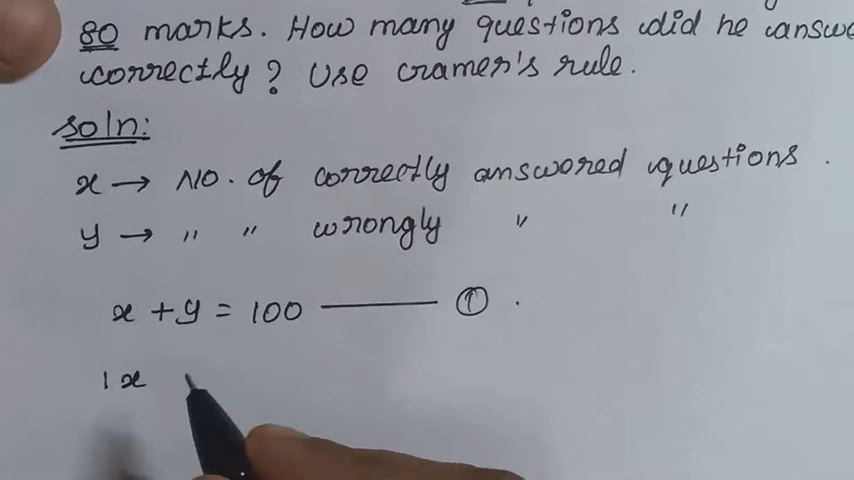 80 marks. How many questions did he answe
correctly? Use cramer's rule.
soln:
x → No. of correctly answered questions.
y → " " wrongly " "
x + y = 100 ——— ①.
1x